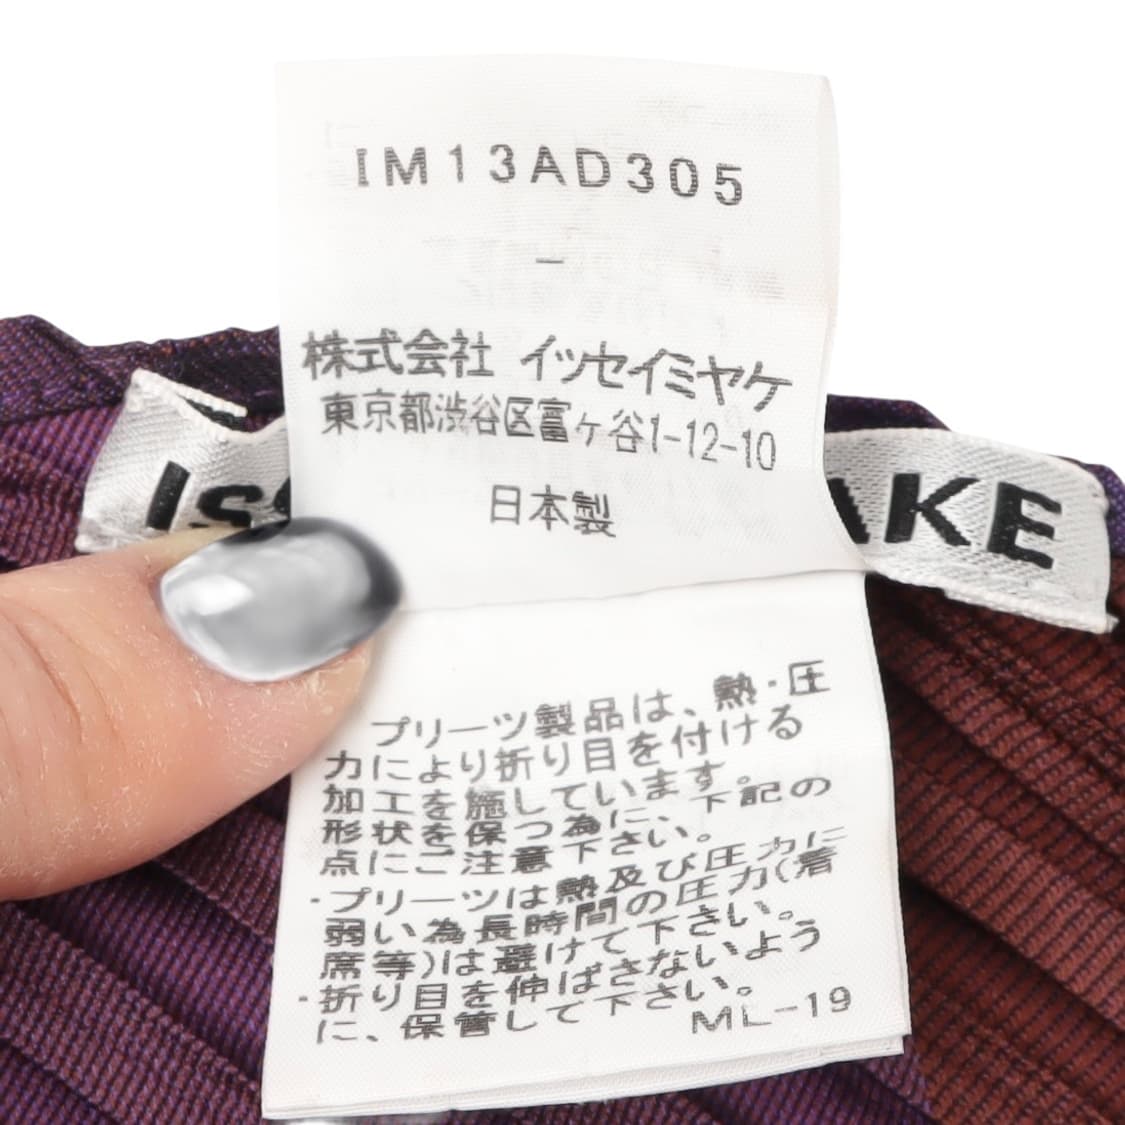 IM13AD305
-
株式会社 イッセイミヤケ
東京都渋谷区富ヶ谷1-12-10
日本製
Iss
AKE
プリーツ製品は、熱・圧
力により折り目を付ける
加工を施しています。
形状を保つ為に、下記の
点にご注意下さい。
・プリーツは熱及び圧力に
弱い為長時間の圧力(着
席等)は避けて下さい。
・折り目を伸ばさないよう
に、保管して下さい。
ML-19